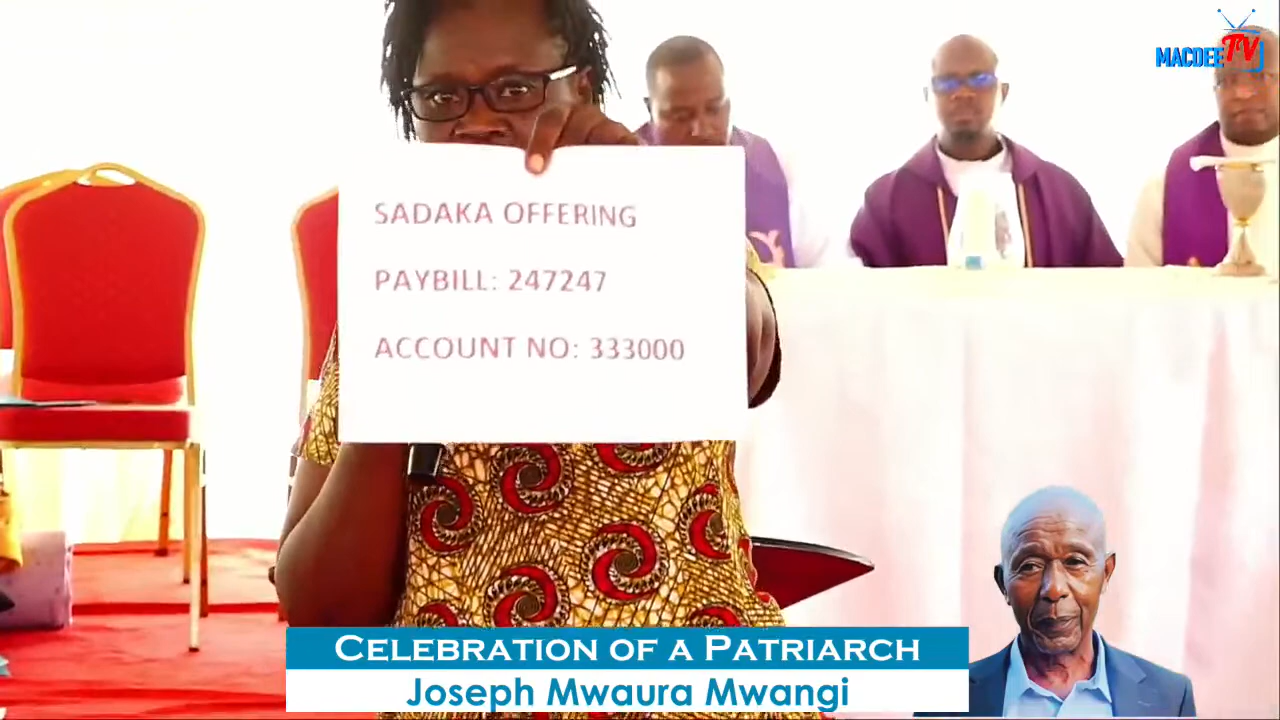 MACDEE TV
SADAKA OFFERING
PAYBILL: 247247
ACCOUNT NO: 333000
CELEBRATION OF A PATRIARCH
Joseph Mwaura Mwangi